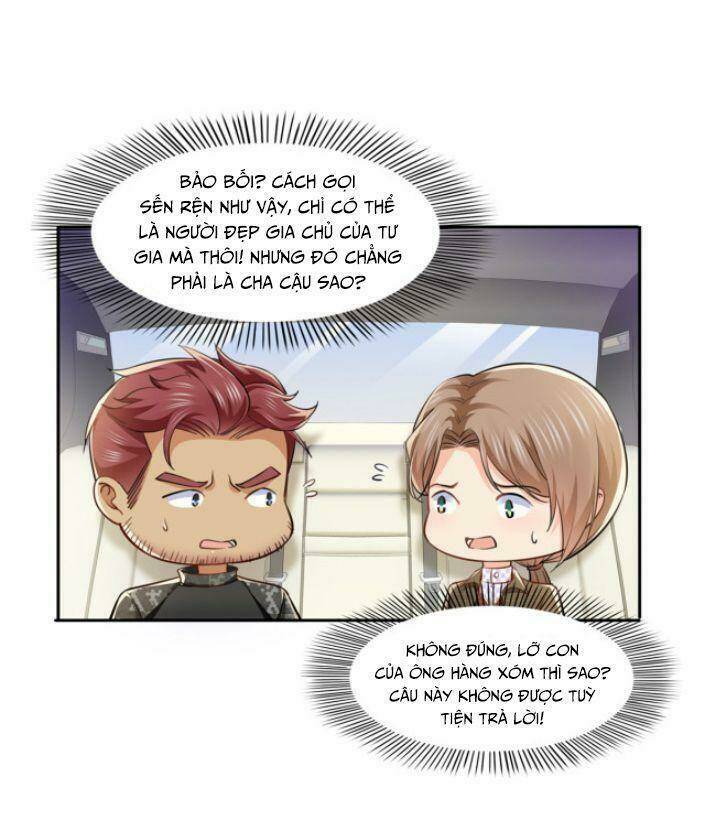 BẢO BỐI? CÁCH GỌI
SẾN RỆN NHƯ VẬY, CHỈ CÓ THỂ
LÀ NGƯỜI ĐẸP GIA CHỦ CỦA TƯ
GIA MÀ THÔI! NHƯNG ĐÓ CHẲNG
PHẢI LÀ CHA CẬU SAO?
KHÔNG ĐÚNG, LỠ CON
CỦA ÔNG HÀNG XÓM THÌ SAO?
CÂU NÀY KHÔNG ĐƯỢC TUỲ
TIỆN TRẢ LỜI!